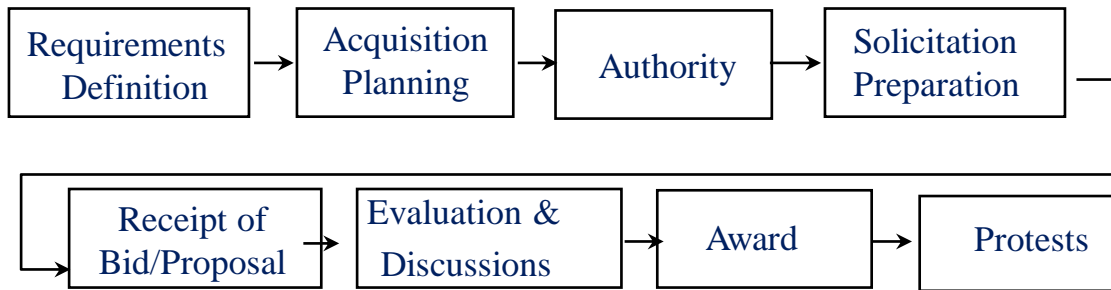 Requirements
Definition
Acquisition
Planning
Authority
Solicitation
Preparation
Receipt of
Bid/Proposal
Evaluation &
Discussions
Award
Protests